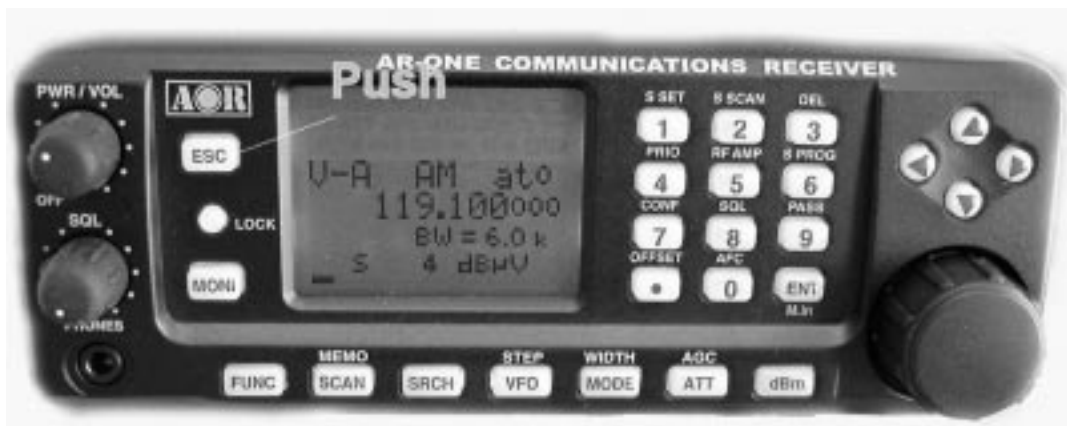 AR-ONE COMMUNICATIONS RECEIVER
Push
PWR / VOL
AOR
S SET S SCAN DEL
1 2 3
ESC
PRIO RF AMP S PROG
4 5 6
V-A AM ato
OFF
119.100000
CONF SQL PASS
7 8 9
SQL
LOCK
BW = 6.0 k
OFFSET AFC
S 4 dBμV
MONi
• 0 ENT
M.In
PHONES
MEMO STEP WIDTH AGC
FUNC SCAN SRCH VFO MODE ATT dBm